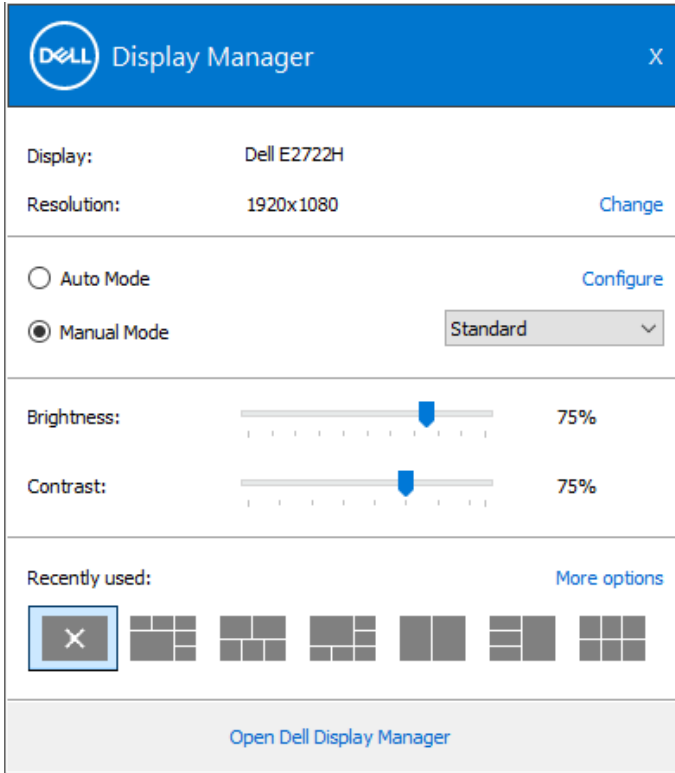 DELL Display Manager X
Display: Dell E2722H
Resolution: 1920x1080 Change
Auto Mode Configure
Manual Mode Standard
Brightness: 75%
Contrast: 75%
Recently used: More options
Open Dell Display Manager